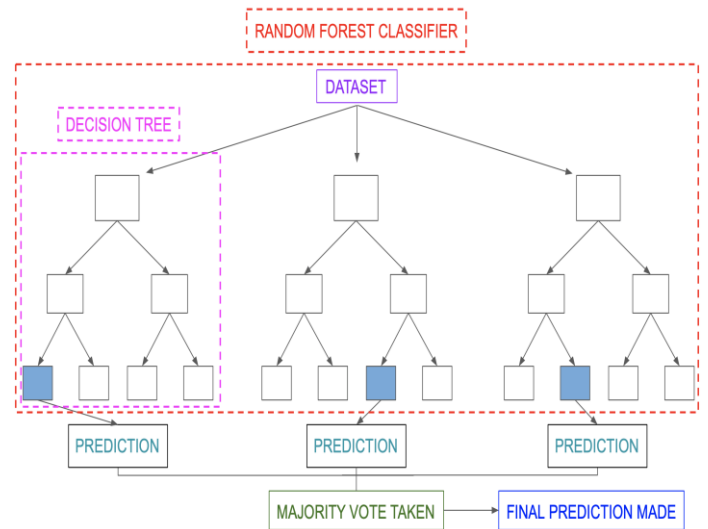 RANDOM FOREST CLASSIFIER
DATASET
DECISION TREE
PREDICTION
PREDICTION
PREDICTION
MAJORITY VOTE TAKEN
FINAL PREDICTION MADE